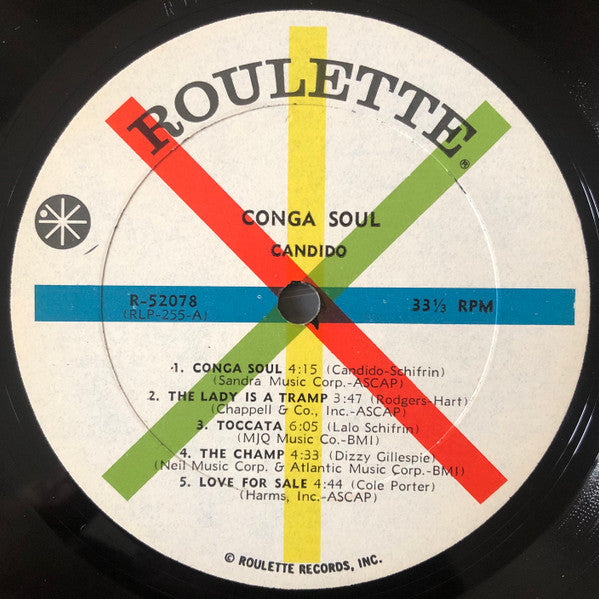 ROULETTE®
CONGA SOUL
CANDIDO
R-52078
(RLP-255-A)
33⅓ RPM
1. CONGA SOUL 4:15 (Candido-Schifrin)
(Sandra Music Corp.-ASCAP)
2. THE LADY IS A TRAMP 3:47 (Rodgers-Hart)
(Chappell & Co., Inc.-ASCAP)
3. TOCCATA 6:05 (Lalo Schifrin)
(MJQ Music Co.-BMI)
4. THE CHAMP 4:33 (Dizzy Gillespie)
(Neil Music Corp. & Atlantic Music Corp.-BMI)
5. LOVE FOR SALE 4:44 (Cole Porter)
(Harms, Inc.-ASCAP)
© ROULETTE RECORDS, INC.